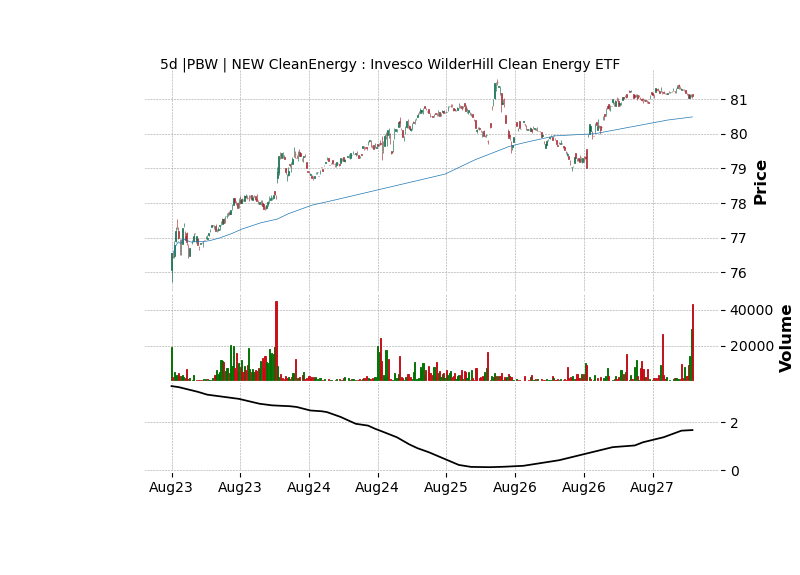 5d |PBW | NEW CleanEnergy : Invesco WilderHill Clean Energy ETF
81
80
79
78
77
76
Price
40000
20000
Volume
2
0
Aug23 Aug23 Aug24 Aug24 Aug25 Aug26 Aug26 Aug27